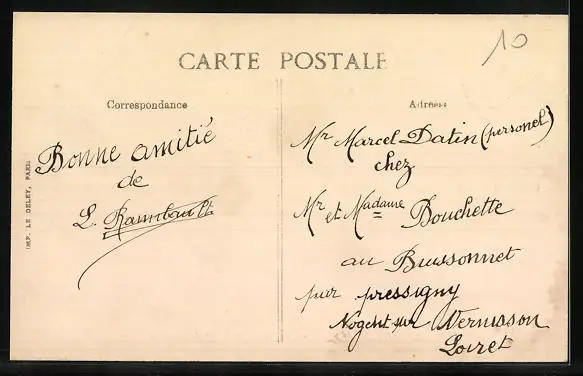 10
CARTE POSTALE
Correspondance
Bonne amitié
de
L. Raimbault
Adresse
Mr Marcel Datin (personel)
chez
Mr et Madame Bouchette
au Buissonnet
par pressigny
Nogent sur Vernisson
Loiret
IMP. LE DELEY, PARIS